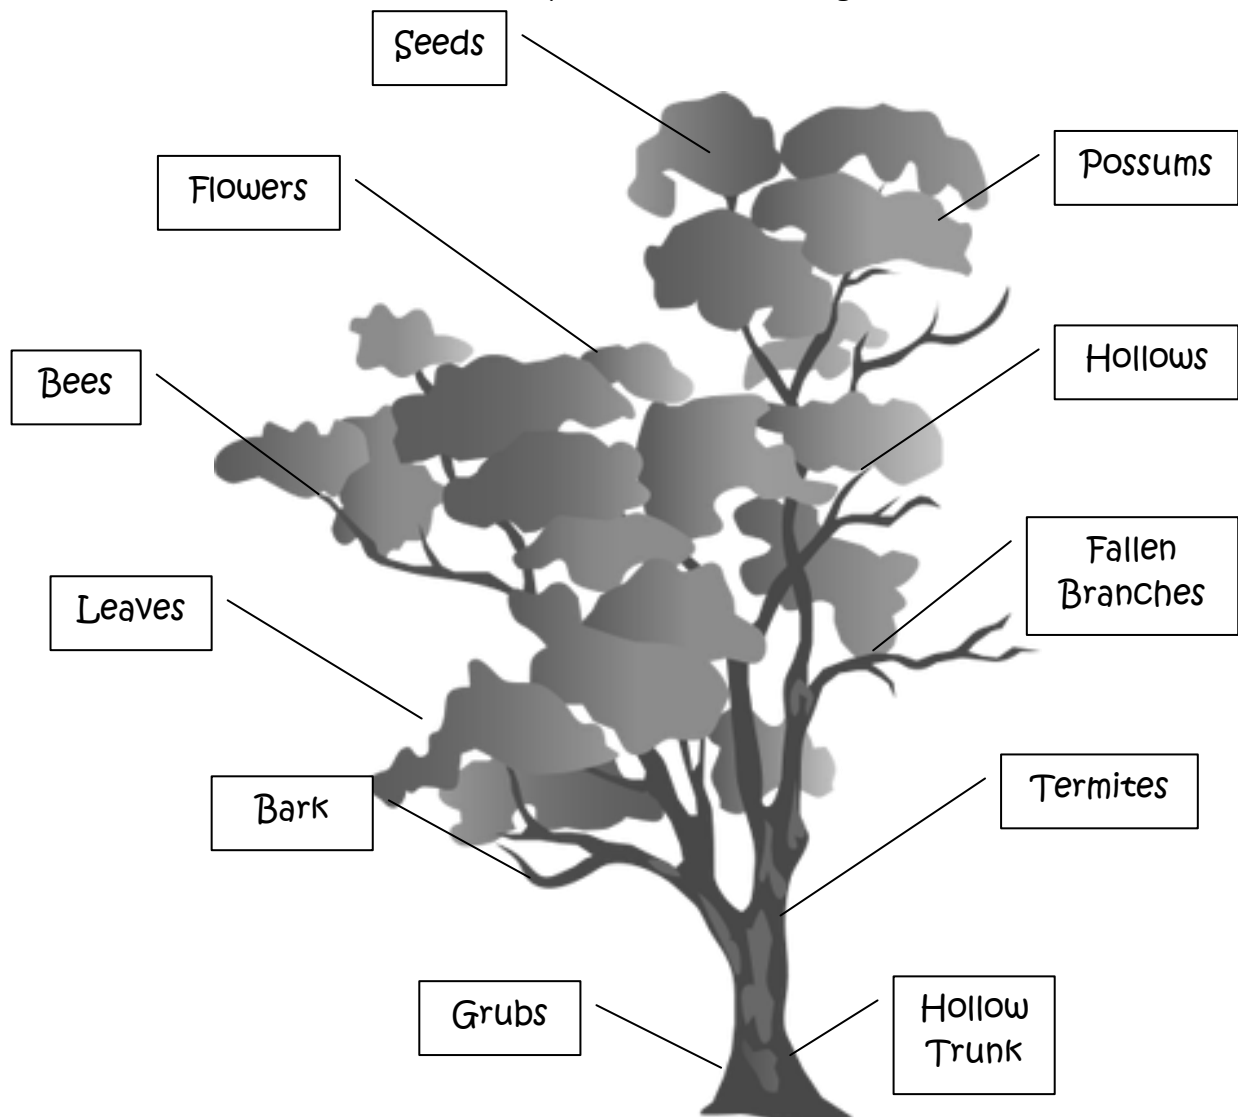 Seeds
Possums
Flowers
Hollows
Bees
Fallen
Branches
Leaves
Termites
Bark
Grubs
Hollow
Trunk